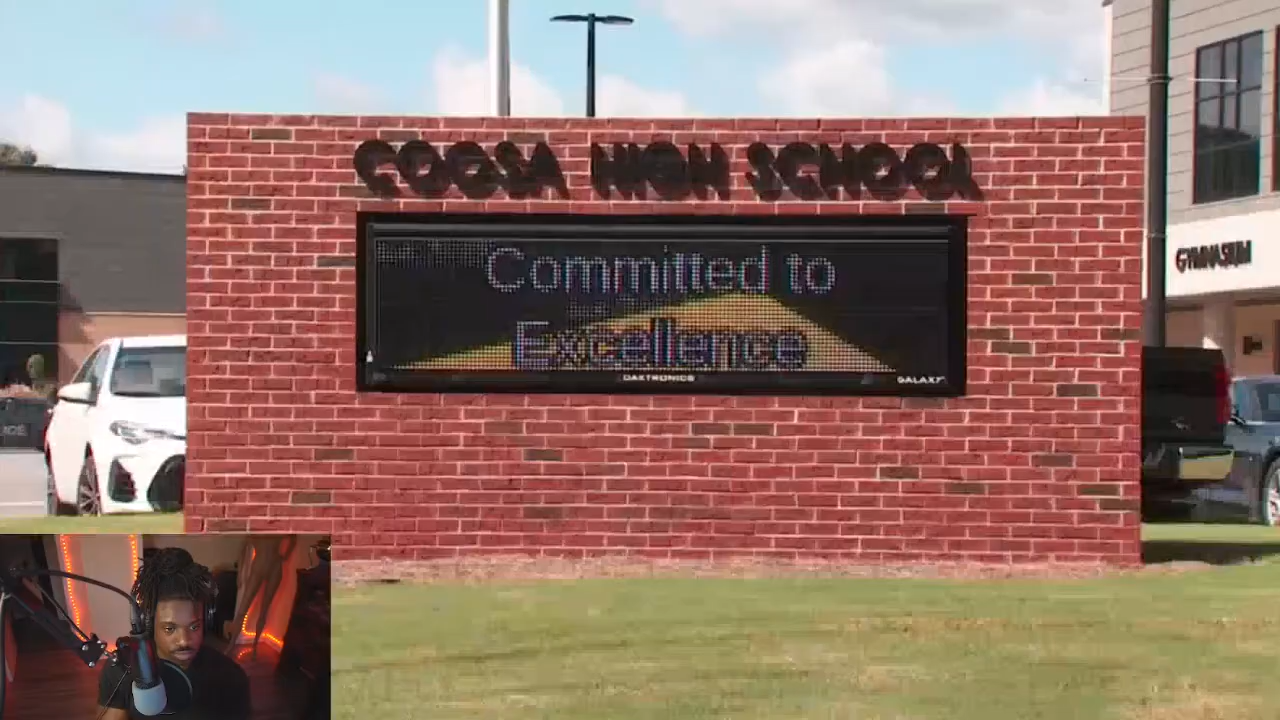 COOSA HIGH SCHOOL
Committed to
Excellence
DAKTRONICS
GALAXY
GYMNASIUM